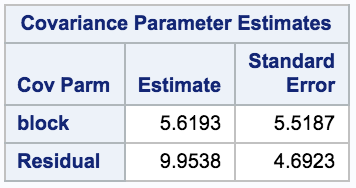 Covariance Parameter Estimates
Standard
Cov Parm Estimate Error
block 5.6193 5.5187
Residual 9.9538 4.6923